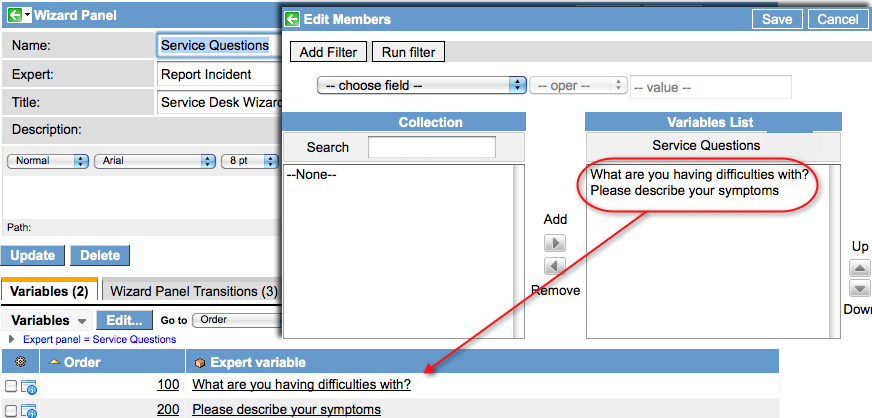 Wizard Panel
Name: Service Questions
Expert: Report Incident
Title: Service Desk Wizard
Description:
Normal Arial 8 pt
Path:
Update Delete
Variables (2) Wizard Panel Transitions (3)
Variables Edit... Go to Order
Expert panel = Service Questions
Order Expert variable
100 What are you having difficulties with?
200 Please describe your symptoms
Edit Members Save Cancel
Add Filter Run filter
-- choose field -- -- oper -- -- value --
Collection Variables List
Search Service Questions
--None-- What are you having difficulties with?
Please describe your symptoms
Add
Remove
Up
Down